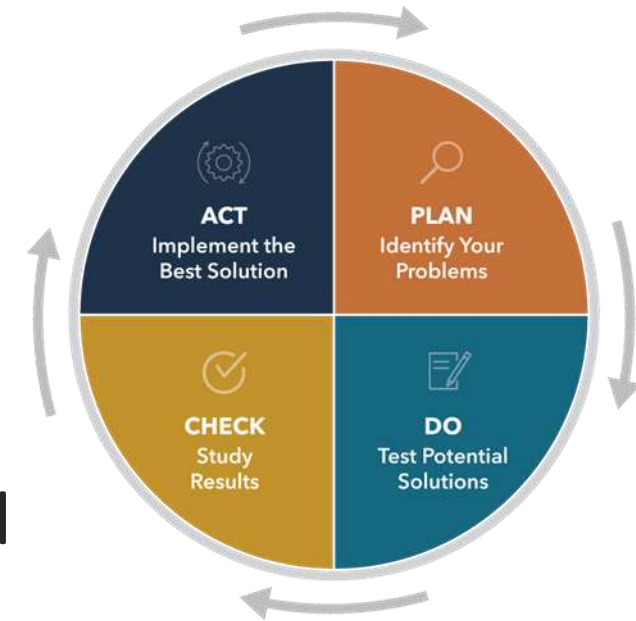 ACT
Implement the
Best Solution
PLAN
Identify Your
Problems
CHECK
Study
Results
DO
Test Potential
Solutions